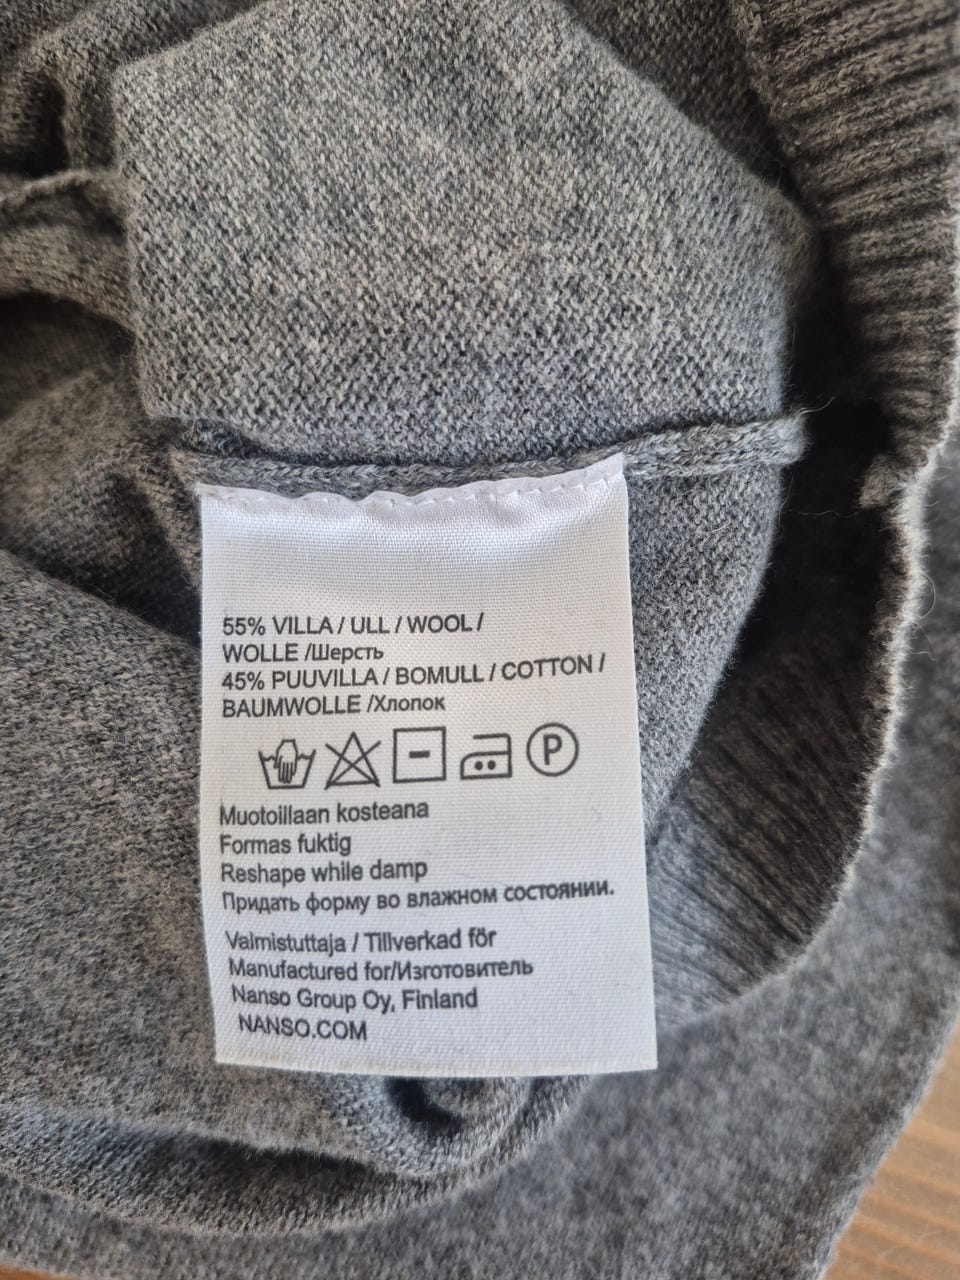 55% VILLA / ULL / WOOL /
WOLLE /Шерсть
45% PUUVILLA / BOMULL / COTTON /
BAUMWOLLE /Хлопок
P
Muotoillaan kosteana
Formas fuktig
Reshape while damp
Придать форму во влажном состоянии.
Valmistuttaja / Tillverkad för
Manufactured for/Изготовитель
Nanso Group Oy, Finland
NANSO.COM